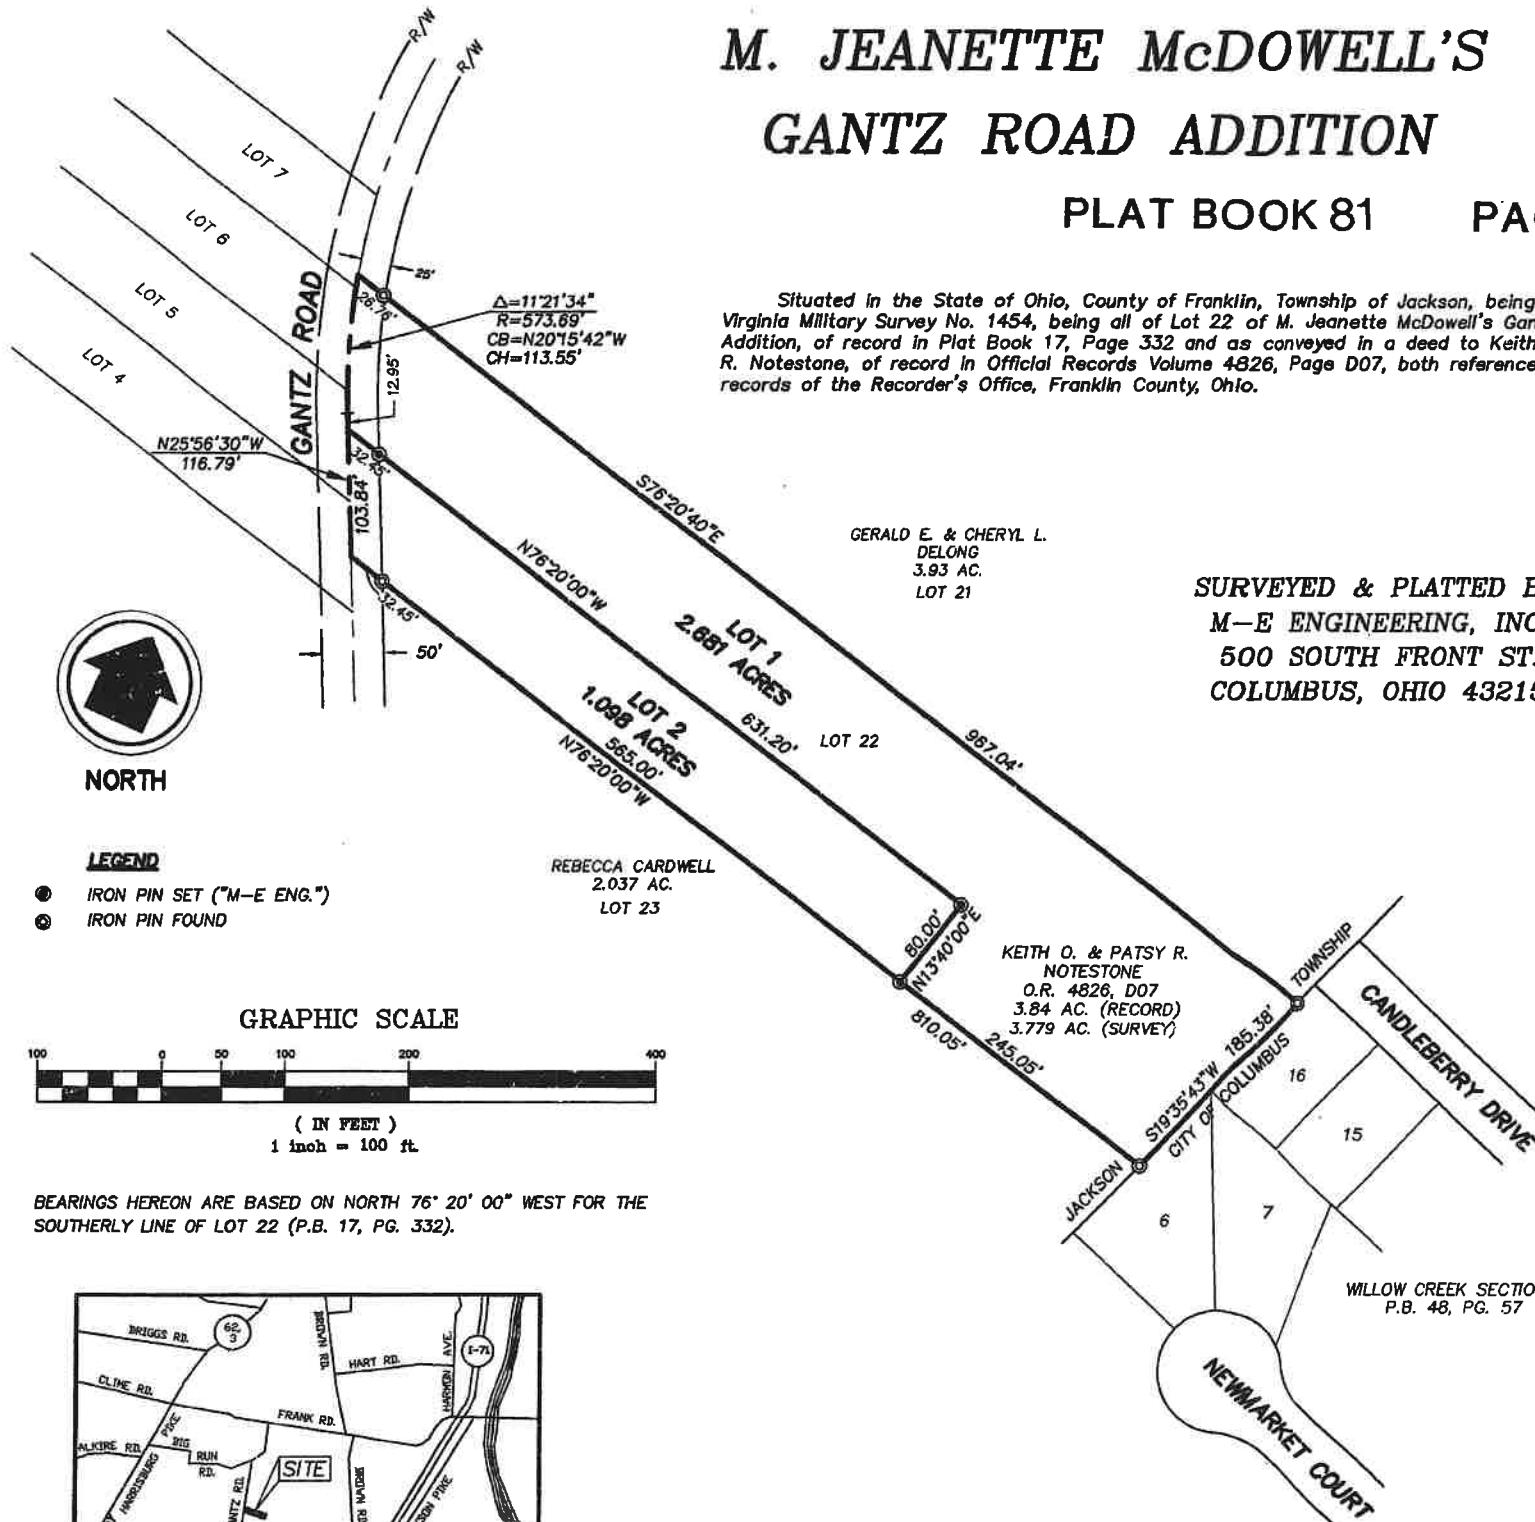 M. JEANETTE McDOWELL'S
GANTZ ROAD ADDITION
PLAT BOOK 81
Situated in the State of Ohio, County of Franklin, Township of Jackson, being
Virginia Military Survey No. 1454, being all of Lot 22 of M. Jeanette McDowell's
Addition, of record in Plat Book 17, Page 332 and as conveyed in a deed to Keith
R. Notestone, of record in Official Records Volume 4826, Page D07, both reference
records of the Recorder's Office, Franklin County, Ohio.
R/W
R/W
LOT 7
LOT 6
LOT 5
LOT 4
GANTZ ROAD
25'
26.76'
Δ=11°21'34"
R=573.69'
CB=N20°15'42"W
CH=113.55'
12.95'
N25°56'30"W
116.79'
32.45'
103.84'
32.45'
50'
S76°20'40"E
967.04'
GERALD E. & CHERYL L.
DELONG
3.93 AC.
LOT 21
SURVEYED & PLATTED
M-E ENGINEERING,
500 SOUTH FRONT ST.
COLUMBUS, OHIO 43215
N76°20'00"W
631.20'
LOT 1
2.681 ACRES
LOT 22
LOT 2
1.098 ACRES
565.00'
N76°20'00"W
NORTH
LEGEND
IRON PIN SET ("M-E ENG.")
IRON PIN FOUND
REBECCA CARDWELL
2.037 AC.
LOT 23
80.00'
N13°40'00"E
KEITH O. & PATSY R.
NOTESTONE
O.R. 4826, D07
3.84 AC. (RECORD)
3.779 AC. (SURVEY)
810.05'
245.05'
S19°35'43"W 185.38'
JACKSON TOWNSHIP
CITY OF COLUMBUS
CANDLEBERRY DRIVE
16
15
7
6
WILLOW CREEK
P.B. 48, PG. 57
NEWMARKET COURT
GRAPHIC SCALE
100 0 50 100 200 400
( IN FEET )
1 inch = 100 ft.
BEARINGS HEREON ARE BASED ON NORTH 76° 20' 00" WEST FOR THE
SOUTHERLY LINE OF LOT 22 (P.B. 17, PG. 332).
BRIGGS RD.
62,
3
BROWN RD.
HART RD.
HARMON AVE.
I-71
CLIME RD.
FRANK RD.
PIKE
HARRISBURG
BIG
RUN
RD.
SITE
BROWN
PIKE